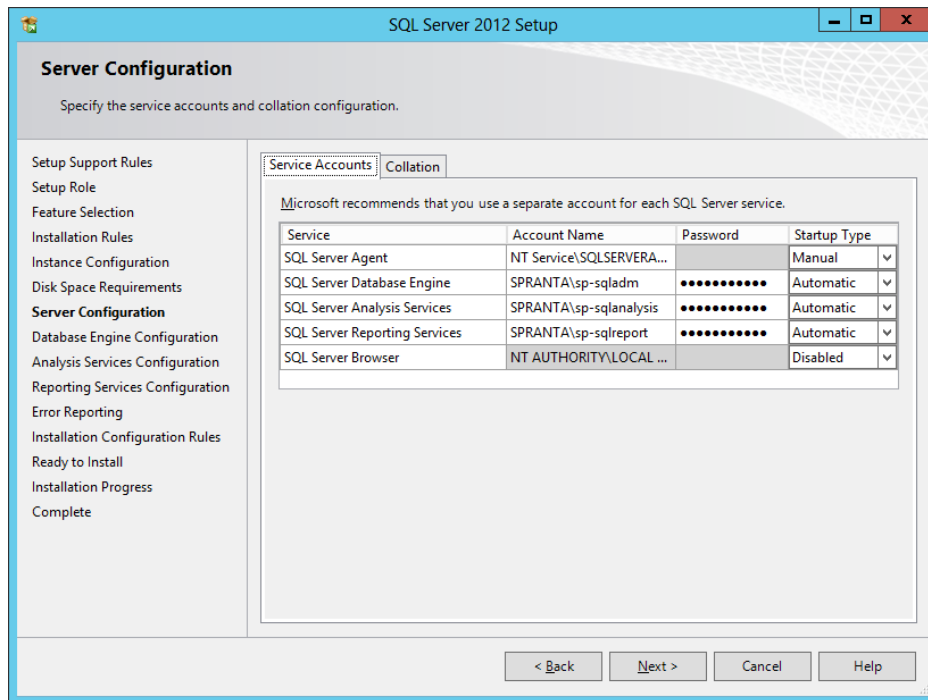 SQL Server 2012 Setup
Server Configuration
Specify the service accounts and collation configuration.
Setup Support Rules
Setup Role
Feature Selection
Installation Rules
Instance Configuration
Disk Space Requirements
Server Configuration
Database Engine Configuration
Analysis Services Configuration
Reporting Services Configuration
Error Reporting
Installation Configuration Rules
Ready to Install
Installation Progress
Complete
Service Accounts Collation
Microsoft recommends that you use a separate account for each SQL Server service.
Service Account Name Password Startup Type
SQL Server Agent NT Service\SQLSERVERA... Manual
SQL Server Database Engine SPRANTA\sp-sqladm ●●●●●●●●●●● Automatic
SQL Server Analysis Services SPRANTA\sp-sqlanalysis ●●●●●●●●●●● Automatic
SQL Server Reporting Services SPRANTA\sp-sqlreport ●●●●●●●●●●● Automatic
SQL Server Browser NT AUTHORITY\LOCAL ... Disabled
< Back Next > Cancel Help